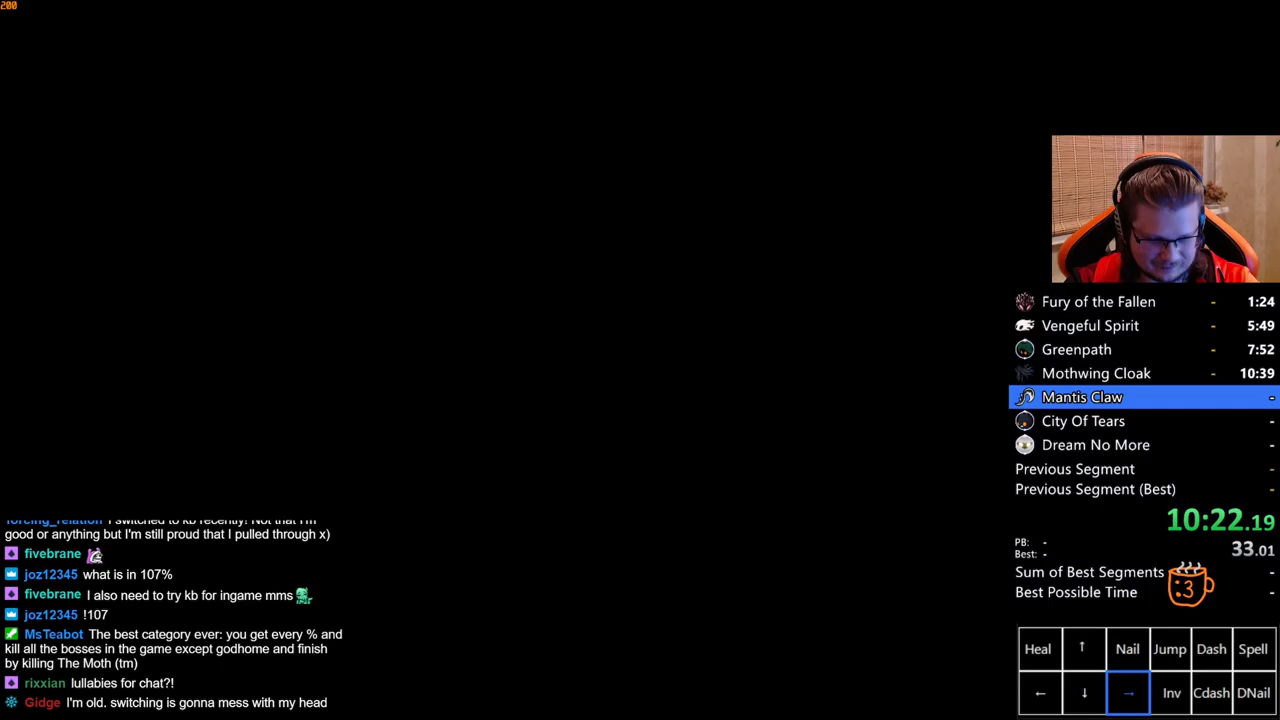 200
Fury of the Fallen - 1:24
Vengeful Spirit - 5:49
Greenpath - 7:52
Mothwing Cloak - 10:39
Mantis Claw -
City Of Tears -
Dream No More -
Previous Segment -
Previous Segment (Best) -
10:22.19
PB: -
33.01
Best: -
Sum of Best Segments -
Best Possible Time -
:3
forcing_relation I switched to kb recently! Not that I'm
good or anything but I'm still proud that I pulled through x)
fivebrane
joz12345 what is in 107%
fivebrane I also need to try kb for ingame mms
joz12345 !107
MsTeabot The best category ever: you get every % and
kill all the bosses in the game except godhome and finish
by killing The Moth (tm)
rixxian lullabies for chat?!
Gidge I'm old. switching is gonna mess with my head
Heal ↑ Nail Jump Dash Spell
← ↓ → Inv Cdash DNail